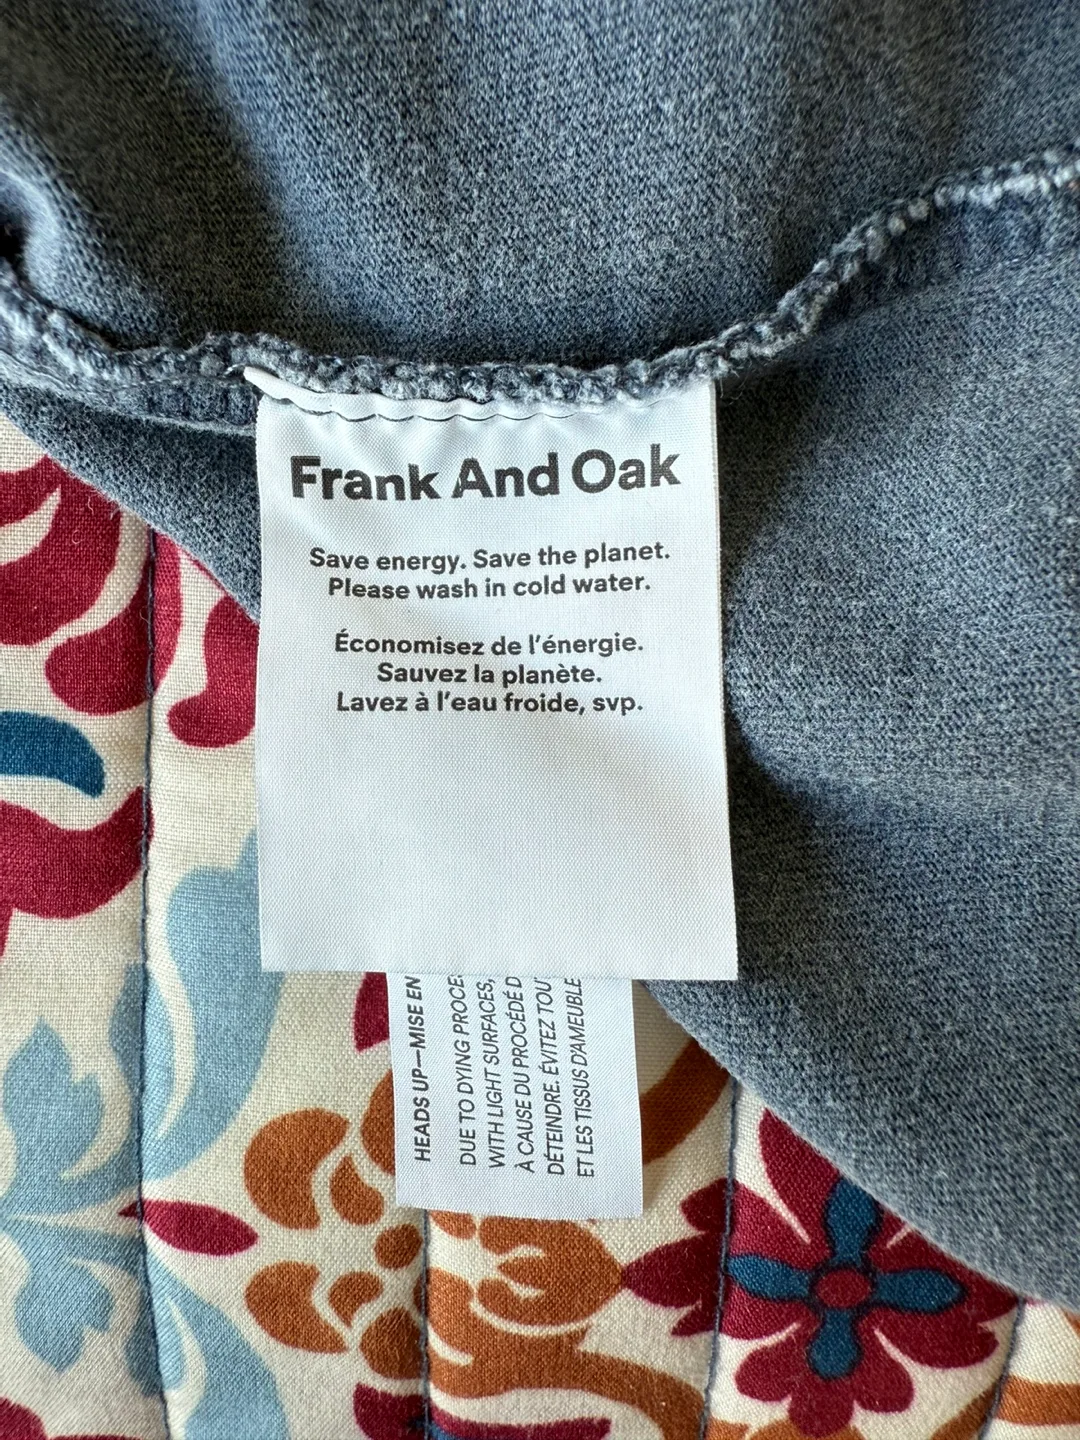 Frank And Oak
Save energy. Save the planet.
Please wash in cold water.
Économisez de l'énergie.
Sauvez la planète.
Lavez à l'eau froide, svp.
HEADS UP—MISE EN
DUE TO DYING
WITH LIGHT SURFACES,
À CAUSE DU PROCÉDÉ
DÉTEINDRE. ÉVITEZ
ET LES TISSUS D'AMEUBLE